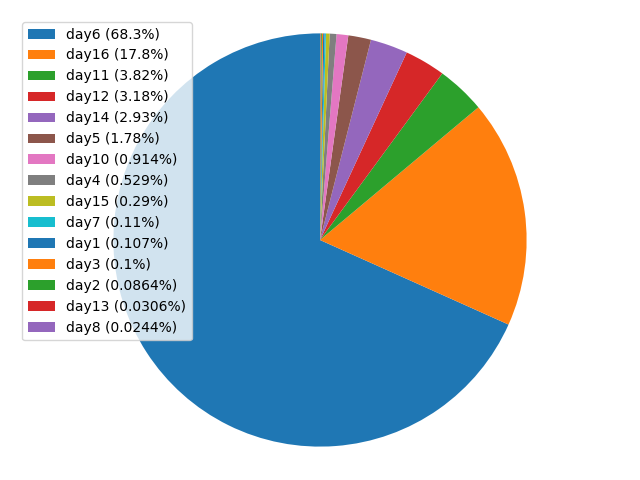 day6 (68.3%)
day16 (17.8%)
day11 (3.82%)
day12 (3.18%)
day14 (2.93%)
day5 (1.78%)
day10 (0.914%)
day4 (0.529%)
day15 (0.29%)
day7 (0.11%)
day1 (0.107%)
day3 (0.1%)
day2 (0.0864%)
day13 (0.0306%)
day8 (0.0244%)